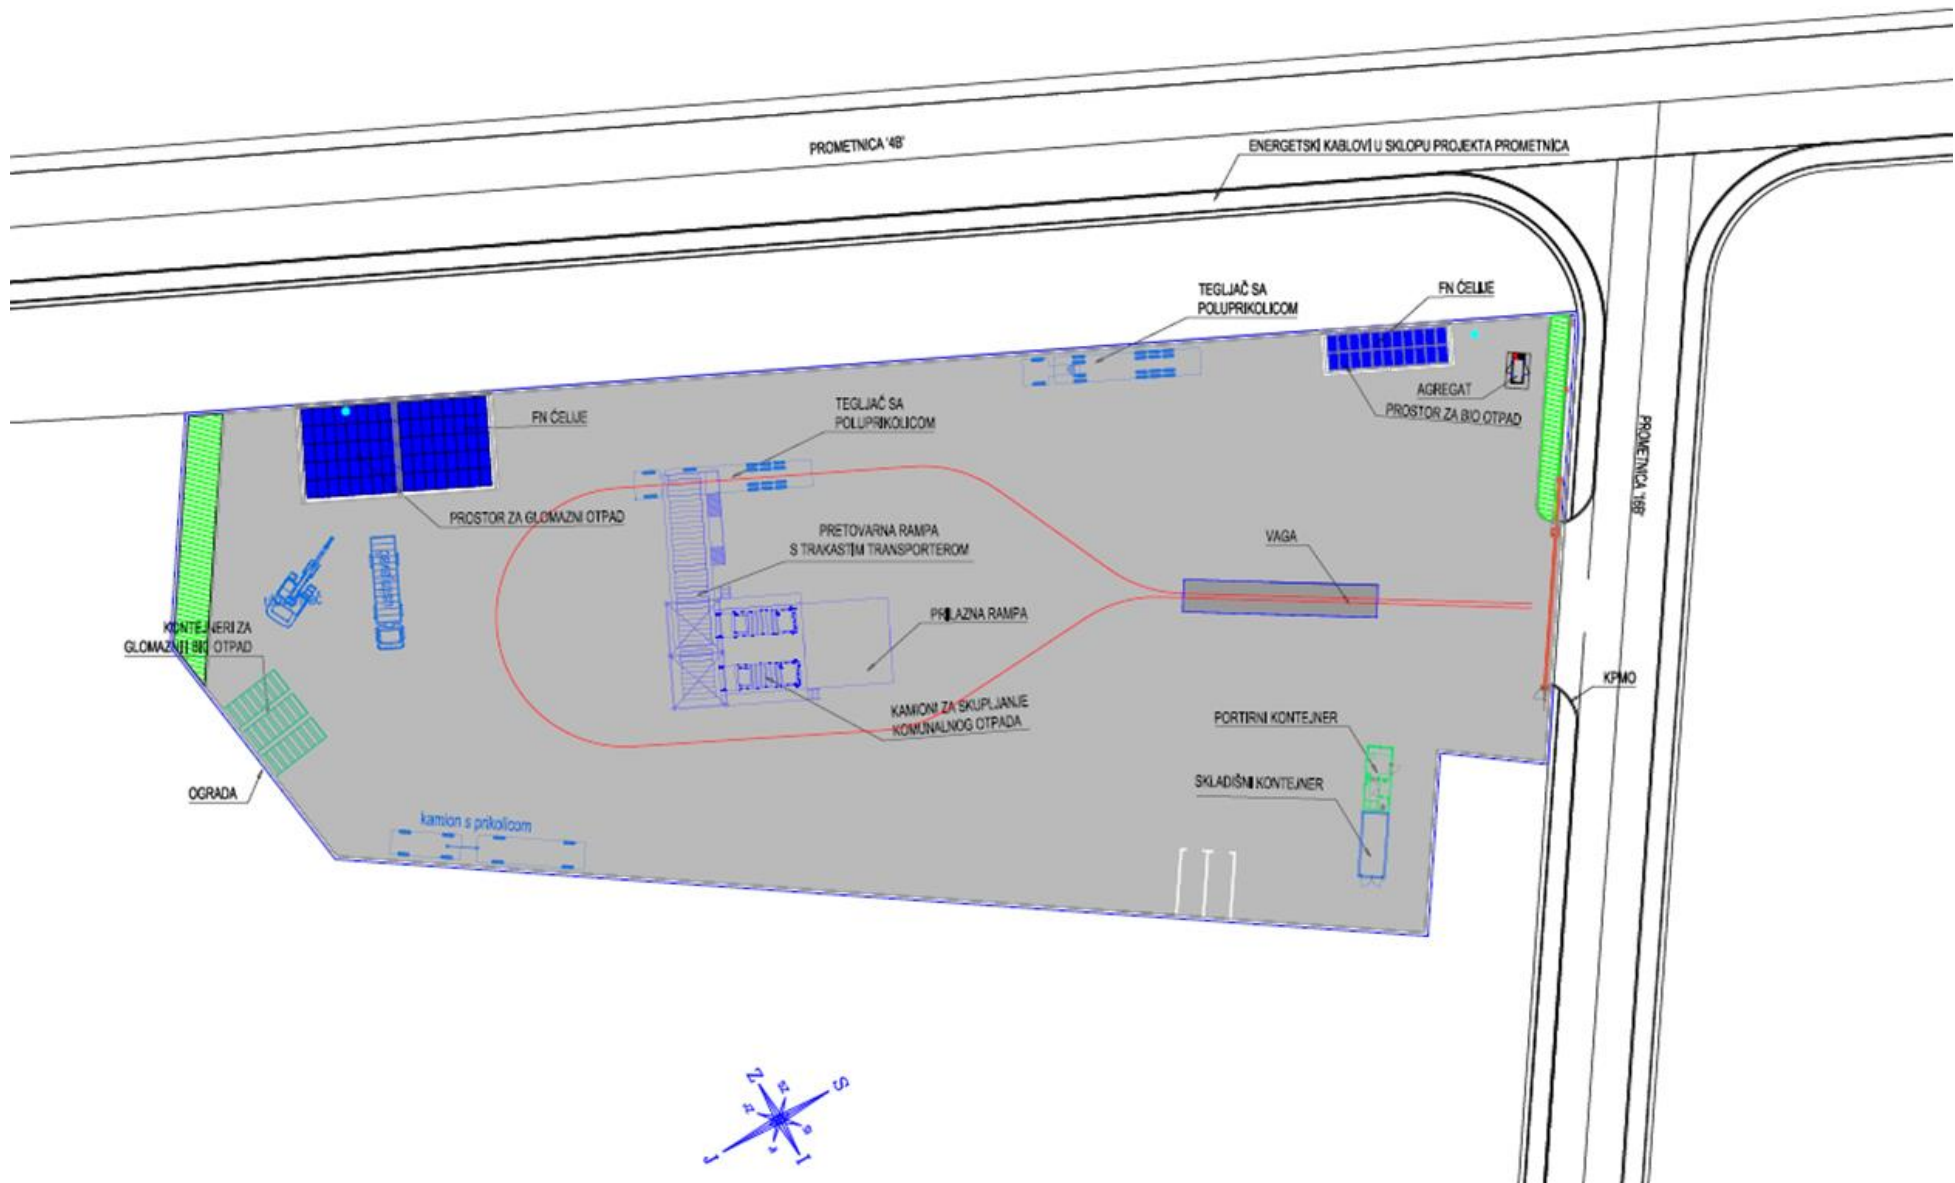 PROMETNICA '4B'
ENERGETSKI KABLOVI U SKLOPU PROJEKTA PROMETNICA
TEGLJAČ SA
POLUPRIKOLICOM
FN ĆELIJE
AGREGAT
PROSTOR ZA BIO OTPAD
PROMETNICA '16B'
TEGLJAČ SA
POLUPRIKOLICOM
FN ĆELIJE
PROSTOR ZA GLOMAZNI OTPAD
PRETOVARNA RAMPA
S TRAKASTIM TRANSPORTEROM
VAGA
PRILAZNA RAMPA
KONTEJNERI ZA
GLOMAZNI I BIO OTPAD
KPMO
KAMIONI ZA SKUPLJANJE
KOMUNALNOG OTPADA
PORTIRNI KONTEJNER
SKLADIŠNI KONTEJNER
OGRADA
kamion s prikolicom
Z
SZ
S
JZ
J
I